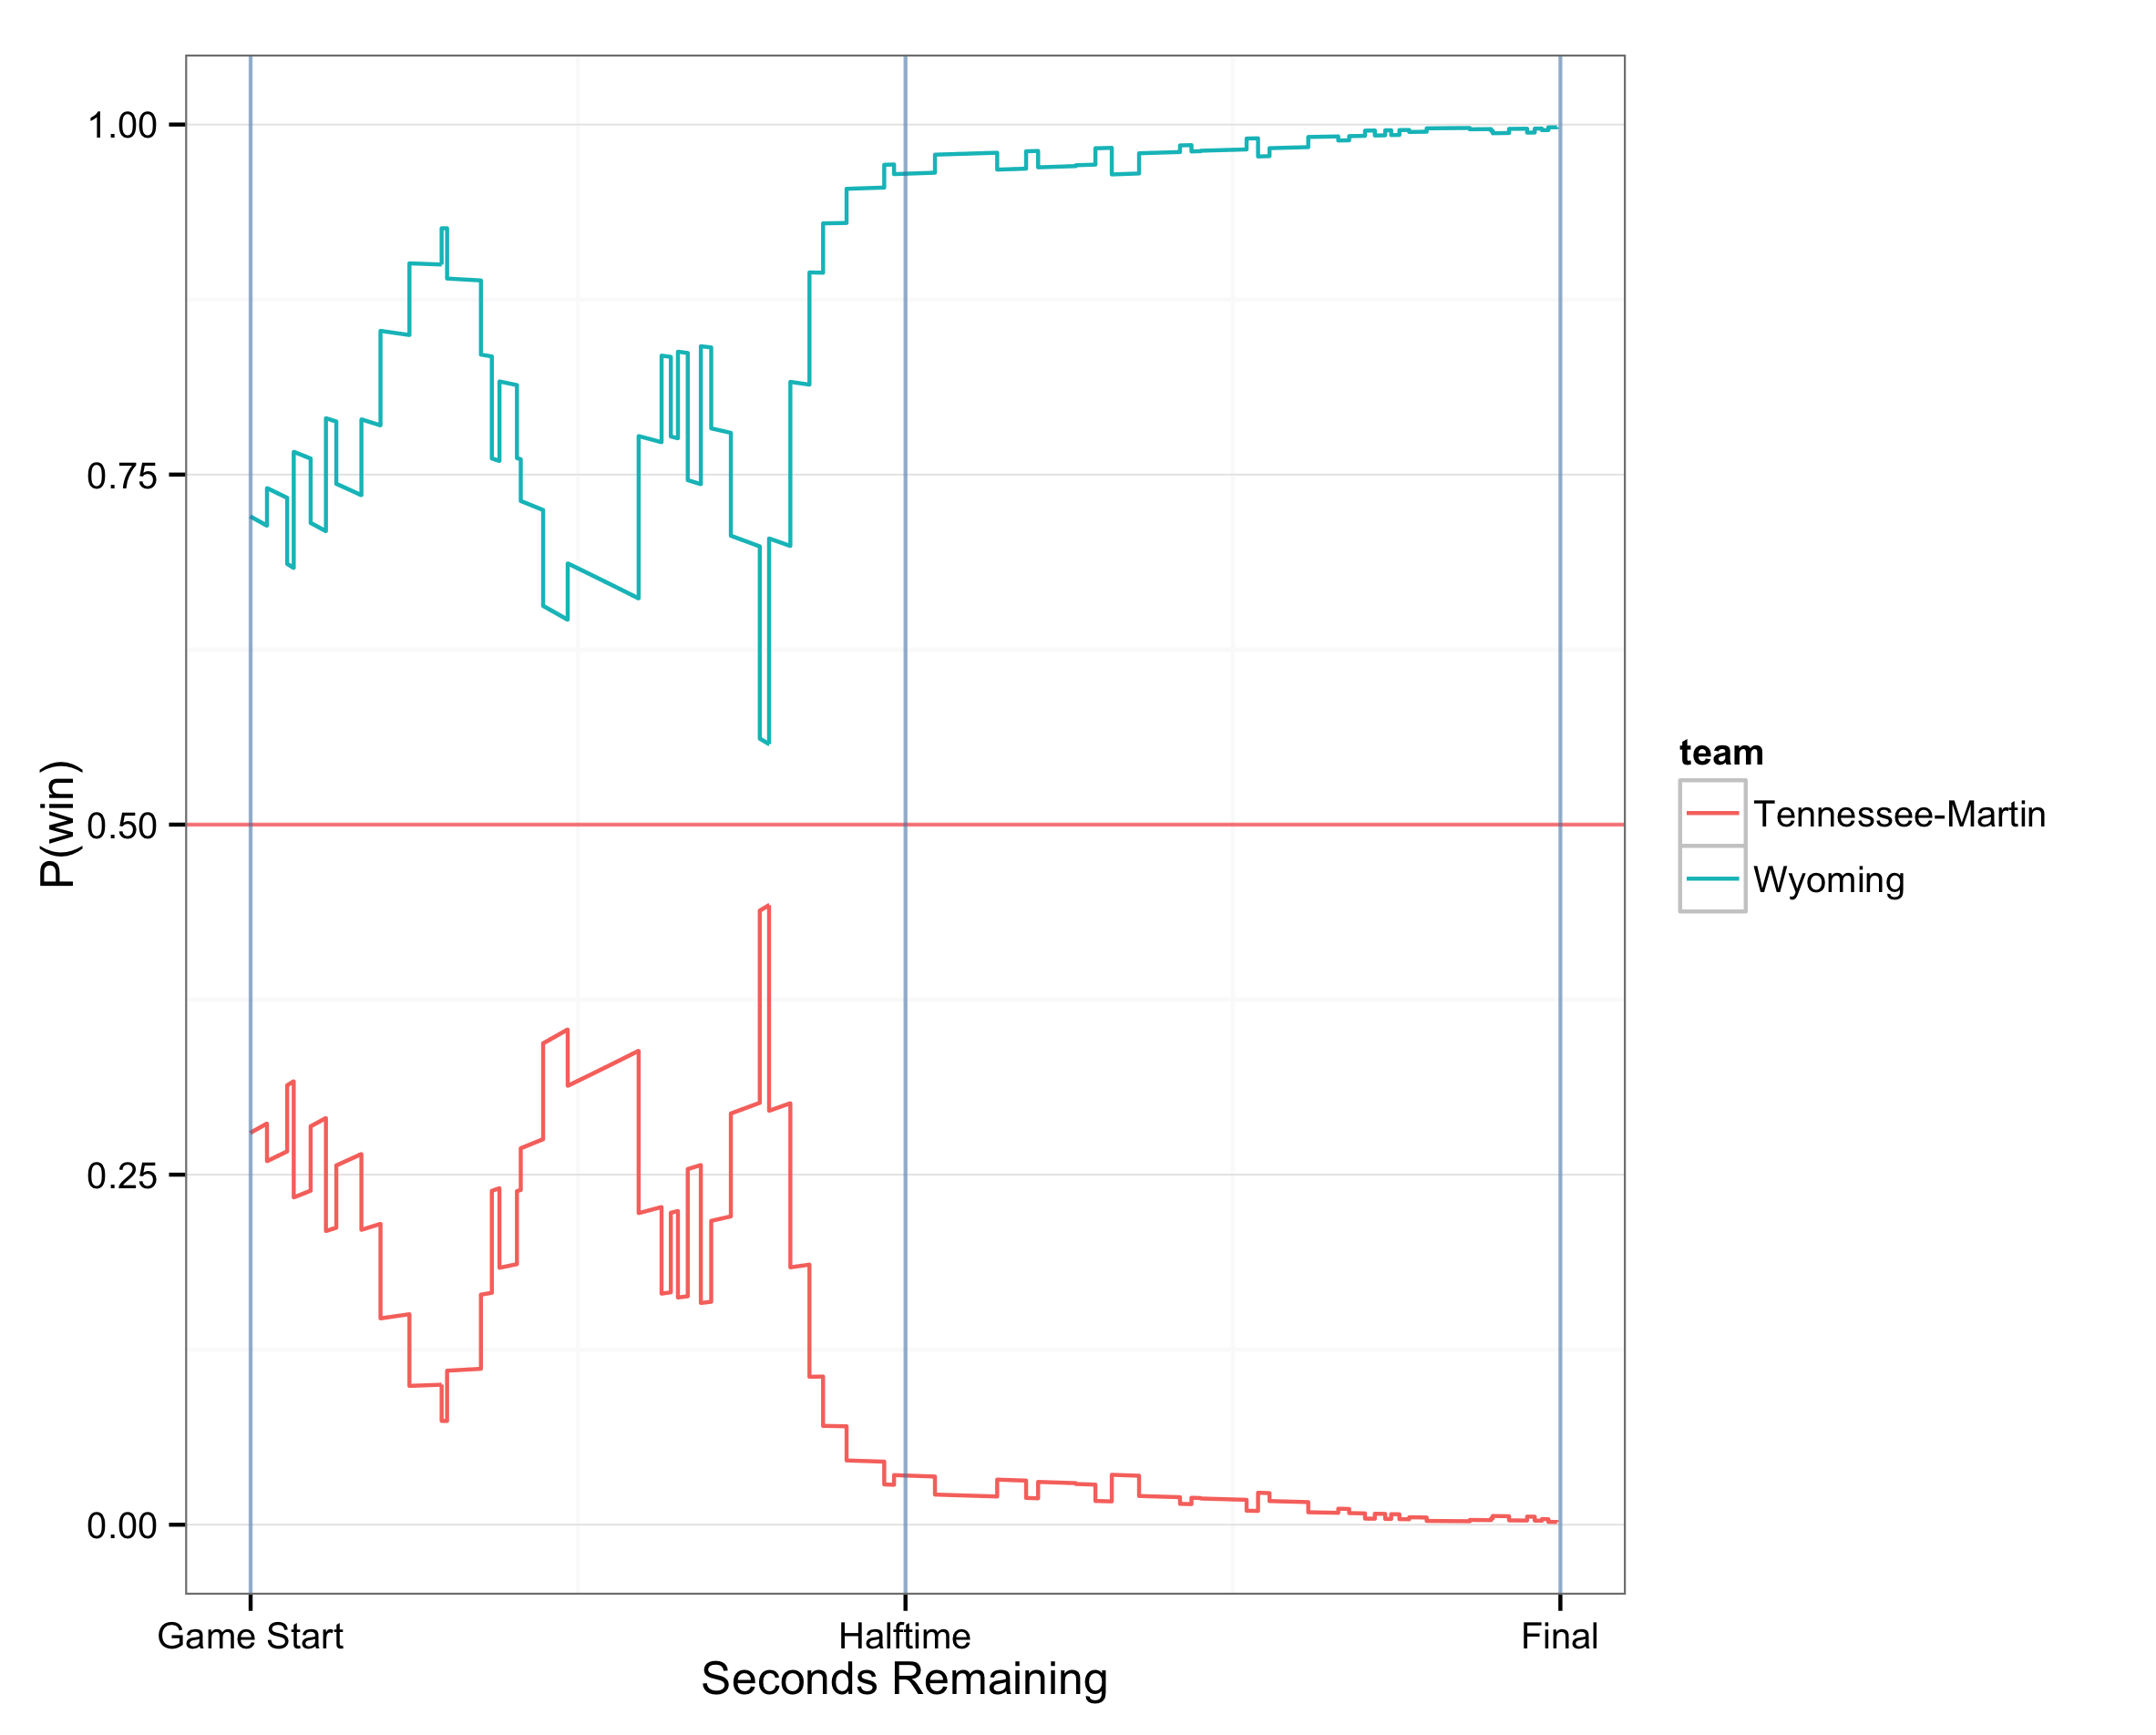 1.00
0.75
0.50
0.25
0.00
P(win)
Game Start
Halftime
Final
Seconds Remaining
team
Tennessee-Martin
Wyoming